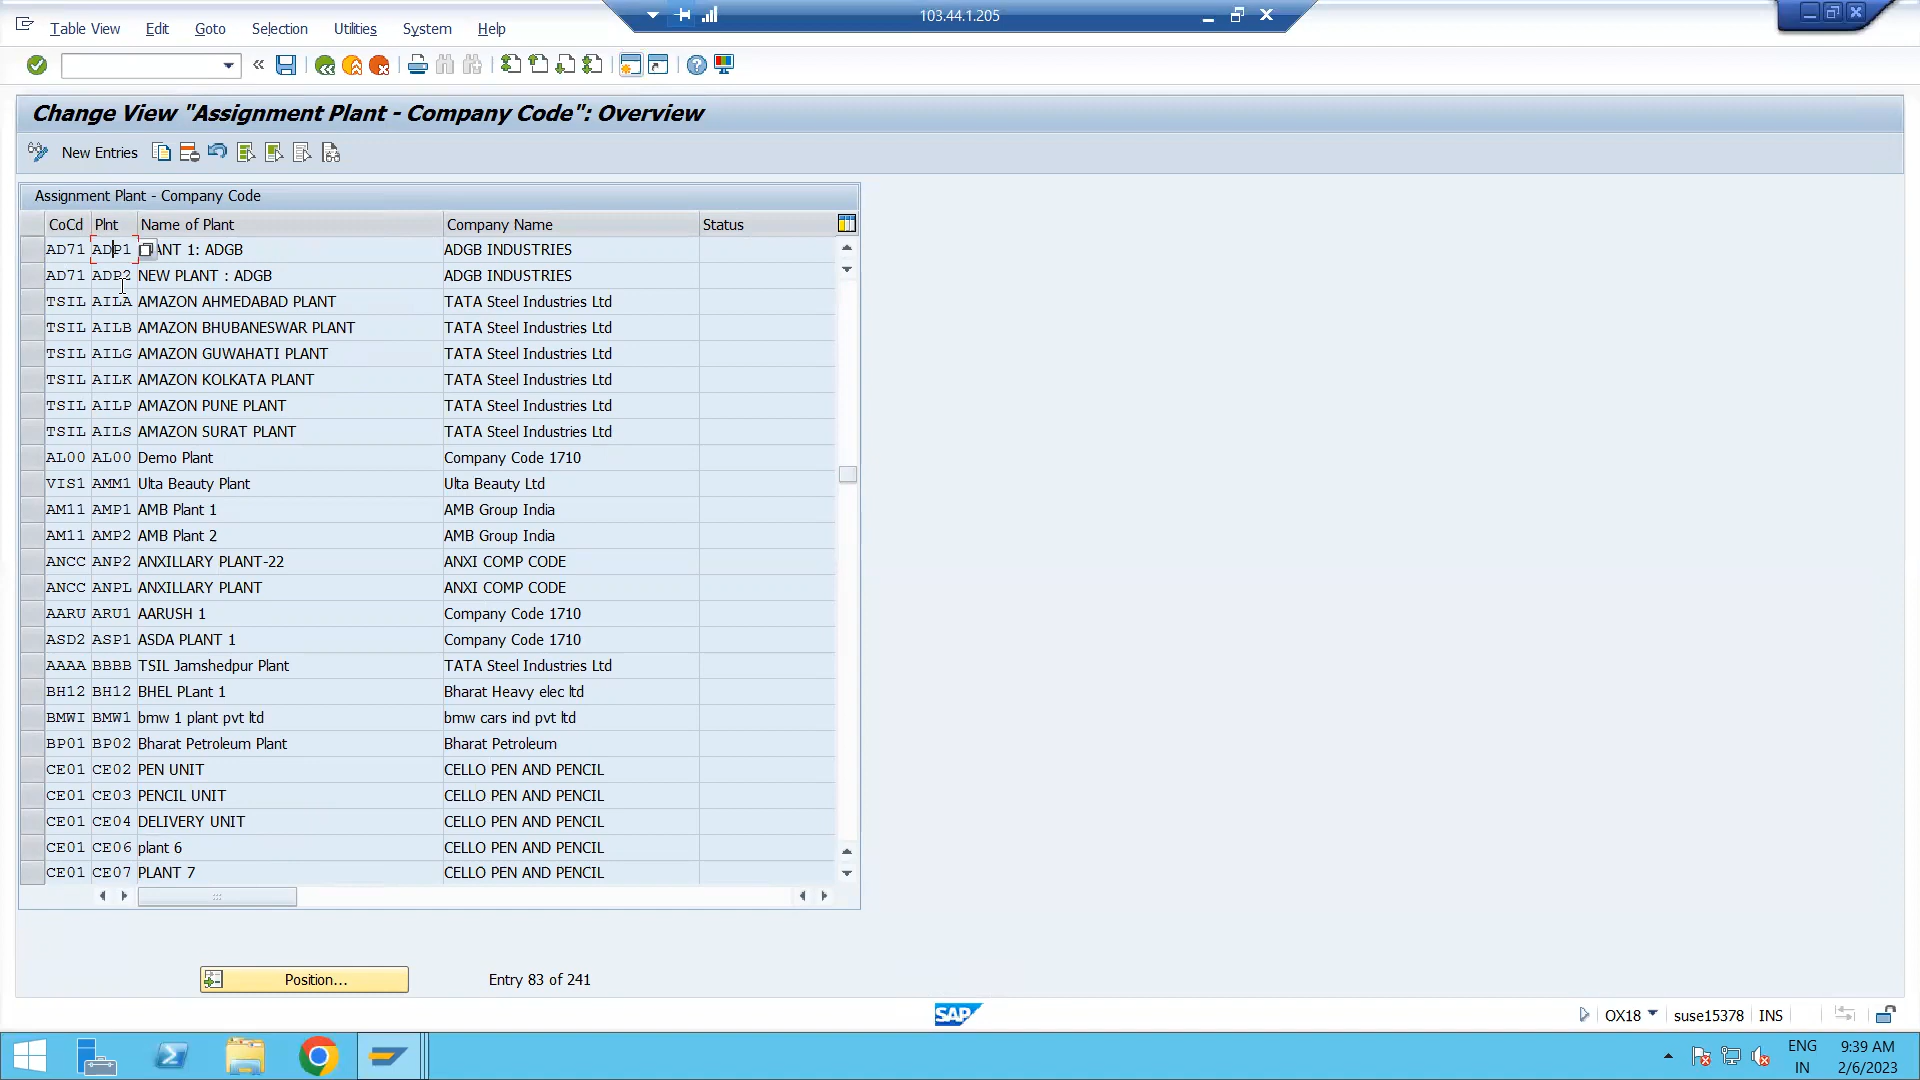 103.44.1.205
Table View Edit Goto Selection Utilities System Help
Change View "Assignment Plant - Company Code": Overview
New Entries
Assignment Plant - Company Code
CoCd Plnt Name of Plant Company Name Status
AD71 ADP1 ANT 1: ADGB ADGB INDUSTRIES
AD71 ADP2 NEW PLANT : ADGB ADGB INDUSTRIES
TSIL AILA AMAZON AHMEDABAD PLANT TATA Steel Industries Ltd
TSIL AILB AMAZON BHUBANESWAR PLANT TATA Steel Industries Ltd
TSIL AILG AMAZON GUWAHATI PLANT TATA Steel Industries Ltd
TSIL AILK AMAZON KOLKATA PLANT TATA Steel Industries Ltd
TSIL AILP AMAZON PUNE PLANT TATA Steel Industries Ltd
TSIL AILS AMAZON SURAT PLANT TATA Steel Industries Ltd
AL00 AL00 Demo Plant Company Code 1710
VIS1 AMM1 Ulta Beauty Plant Ulta Beauty Ltd
AM11 AMP1 AMB Plant 1 AMB Group India
AM11 AMP2 AMB Plant 2 AMB Group India
ANCC ANP2 ANXILLARY PLANT-22 ANXI COMP CODE
ANCC ANPL ANXILLARY PLANT ANXI COMP CODE
AARU ARU1 AARUSH 1 Company Code 1710
ASD2 ASP1 ASDA PLANT 1 Company Code 1710
AAAA BBBB TSIL Jamshedpur Plant TATA Steel Industries Ltd
BH12 BH12 BHEL PLant 1 Bharat Heavy elec ltd
BMWI BMW1 bmw 1 plant pvt ltd bmw cars ind pvt ltd
BP01 BP02 Bharat Petroleum Plant Bharat Petroleum
CE01 CE02 PEN UNIT CELLO PEN AND PENCIL
CE01 CE03 PENCIL UNIT CELLO PEN AND PENCIL
CE01 CE04 DELIVERY UNIT CELLO PEN AND PENCIL
CE01 CE06 plant 6 CELLO PEN AND PENCIL
CE01 CE07 PLANT 7 CELLO PEN AND PENCIL
Position... Entry 83 of 241
SAP OX18 suse15378 INS
ENG 9:39 AM
IN 2/6/2023